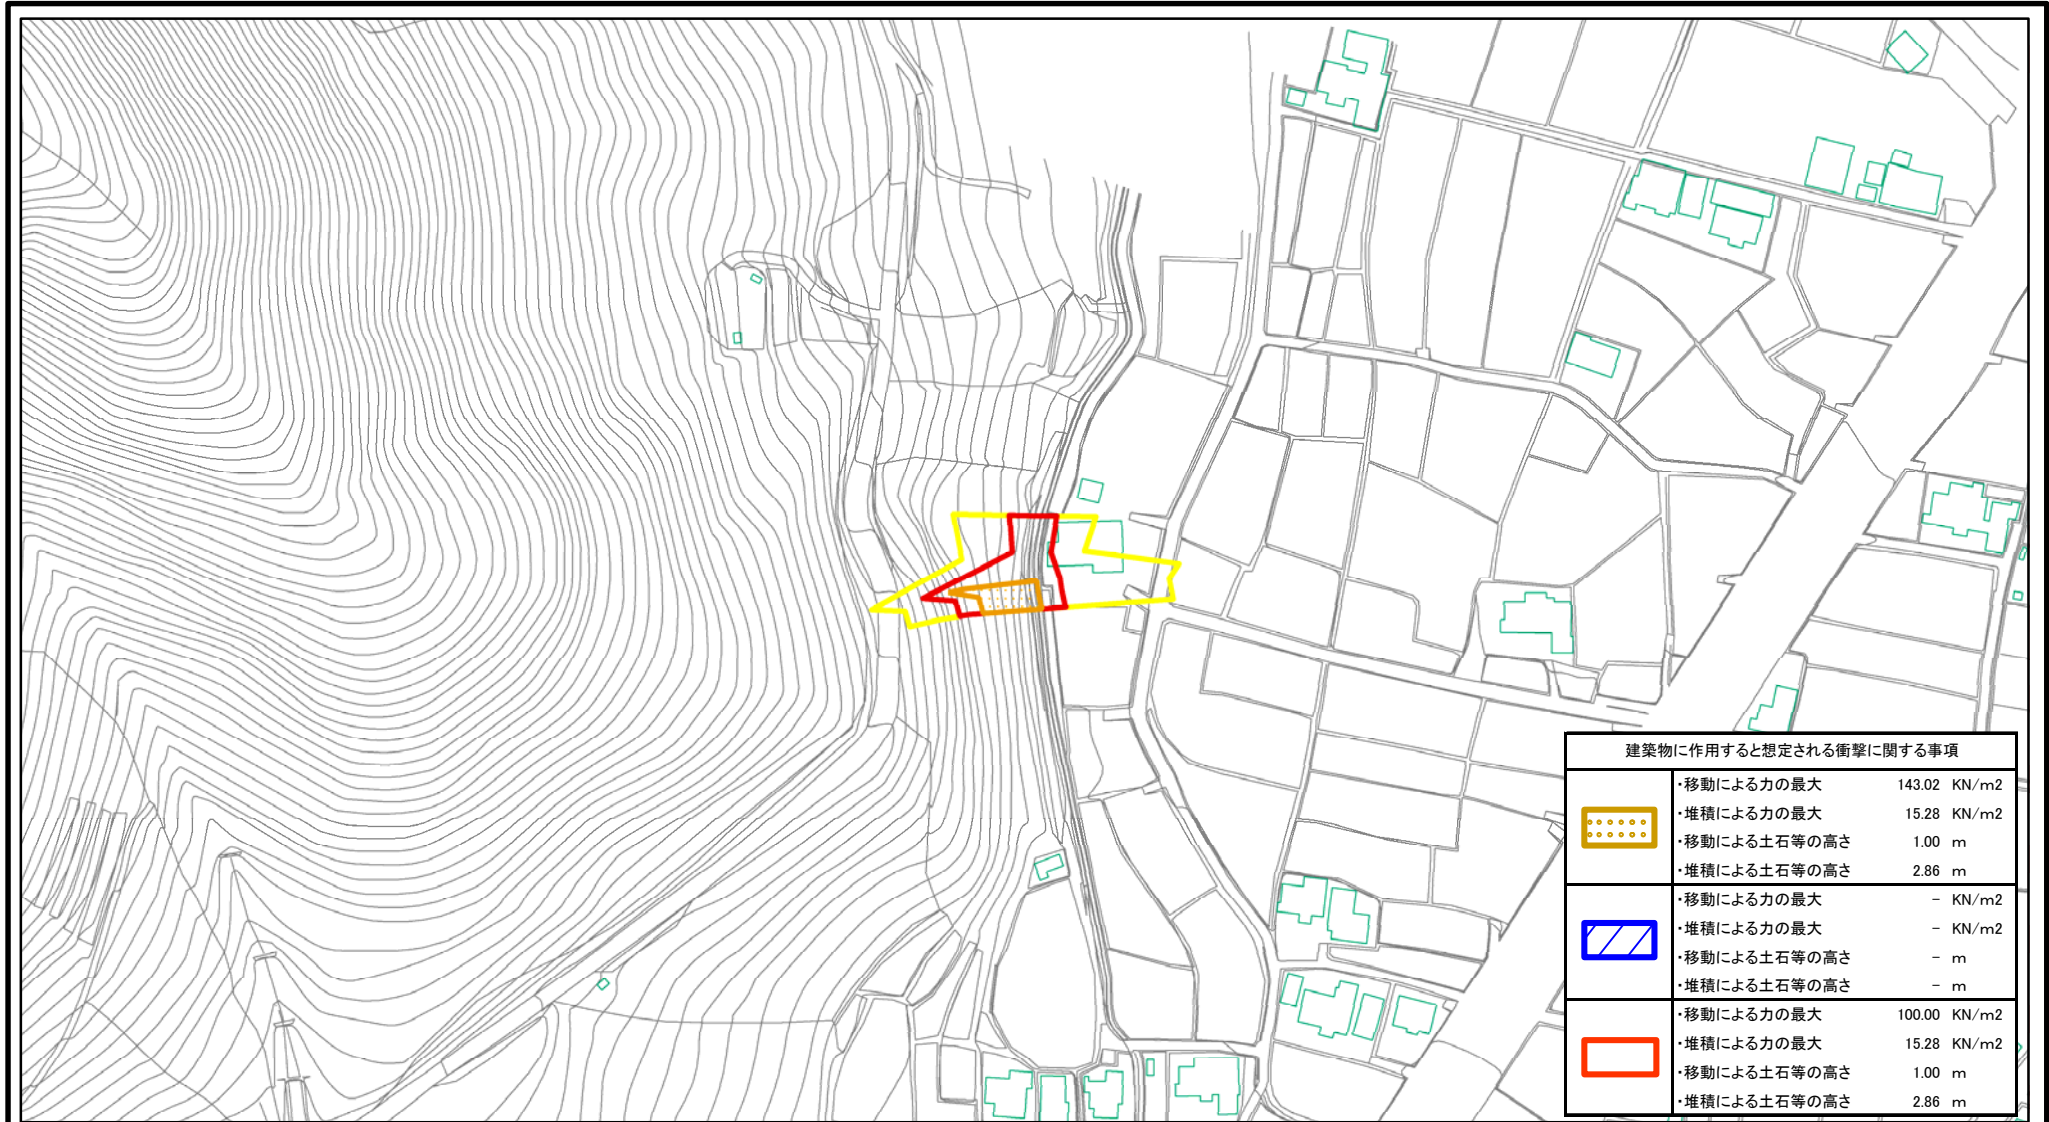 建築物に作用すると想定される衝撃に関する事項
・移動による力の最大 143.02 KN/m2
・堆積による力の最大 15.28 KN/m2
・移動による土石等の高さ 1.00 m
・堆積による土石等の高さ 2.86 m
・移動による力の最大 - KN/m2
・堆積による力の最大 - KN/m2
・移動による土石等の高さ - m
・堆積による土石等の高さ - m
・移動による力の最大 100.00 KN/m2
・堆積による力の最大 15.28 KN/m2
・移動による土石等の高さ 1.00 m
・堆積による土石等の高さ 2.86 m